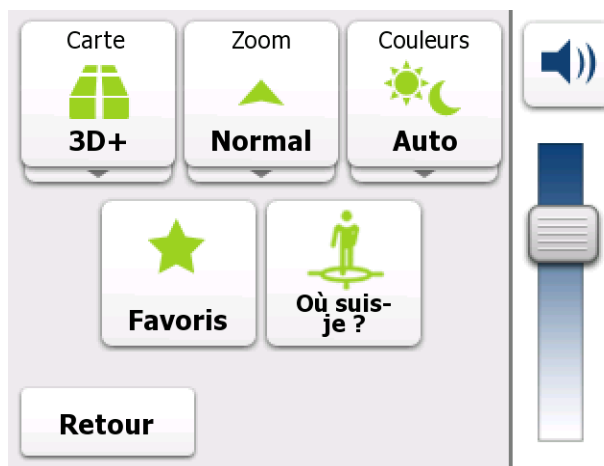 Carte
3D+
Zoom
Normal
Couleurs
Auto
Favoris
Où suis-
je ?
Retour